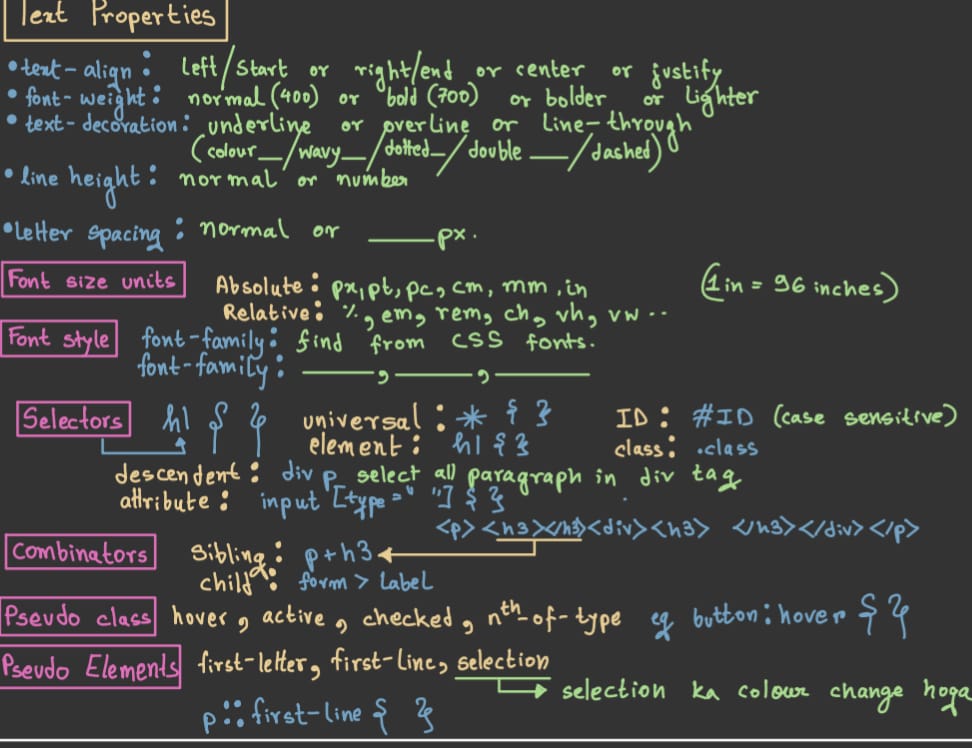 Text Properties
• text-align : left/start or right/end or center or justify
• font-weight : normal (400) or bold (700) or bolder or lighter
• text-decoration : underline or overline or line-through
(colour __/wavy __/dotted __/double __/dashed)
• line height : normal or number
• letter spacing : normal or ____ px.
Font size units Absolute : px, pt, pc, cm, mm, in (1 in = 96 inches)
Relative : %, em, rem, ch, vh, vw ..
Font style font-family : find from CSS fonts.
font-family : ____, ____, ____
Selectors h1 { } universal : * { } ID : #ID (case sensitive)
element : h1 { } class : .class
descendent : div p select all paragraph in div tag
attribute : input [type = " "] { }
<p> <h3></h3><div><h3> </h3></div></p>
Combinators sibling : p + h3
child : form > label
Pseudo class hover, active, checked, nth-of-type eg button : hover { }
Pseudo Elements first-letter, first-line, selection
selection ka colour change hoga
p :: first-line { }